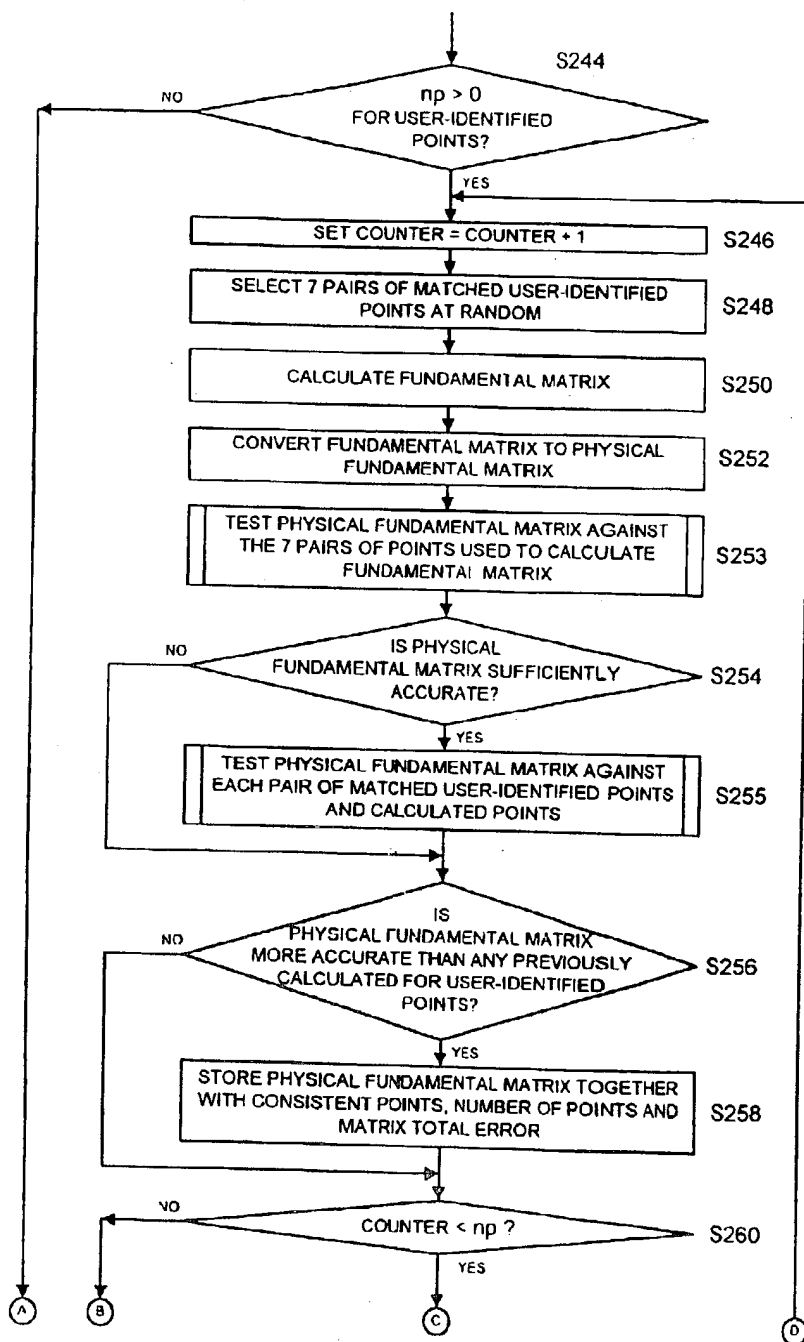 S244
np > 0
FOR USER-IDENTIFIED
POINTS?
NO
YES
SET COUNTER = COUNTER + 1
S246
SELECT 7 PAIRS OF MATCHED USER-IDENTIFIED
POINTS AT RANDOM
S248
CALCULATE FUNDAMENTAL MATRIX
S250
CONVERT FUNDAMENTAL MATRIX TO PHYSICAL
FUNDAMENTAL MATRIX
S252
TEST PHYSICAL FUNDAMENTAL MATRIX AGAINST
THE 7 PAIRS OF POINTS USED TO CALCULATE
FUNDAMENTAL MATRIX
S253
NO
IS PHYSICAL
FUNDAMENTAL MATRIX SUFFICIENTLY
ACCURATE?
S254
YES
TEST PHYSICAL FUNDAMENTAL MATRIX AGAINST
EACH PAIR OF MATCHED USER-IDENTIFIED POINTS
AND CALCULATED POINTS
S255
NO
IS
PHYSICAL FUNDAMENTAL MATRIX
MORE ACCURATE THAN ANY PREVIOUSLY
CALCULATED FOR USER-IDENTIFIED
POINTS?
S256
YES
STORE PHYSICAL FUNDAMENTAL MATRIX TOGETHER
WITH CONSISTENT POINTS, NUMBER OF POINTS AND
MATRIX TOTAL ERROR
S258
NO
COUNTER < np ?
S260
YES
A
B
C
D